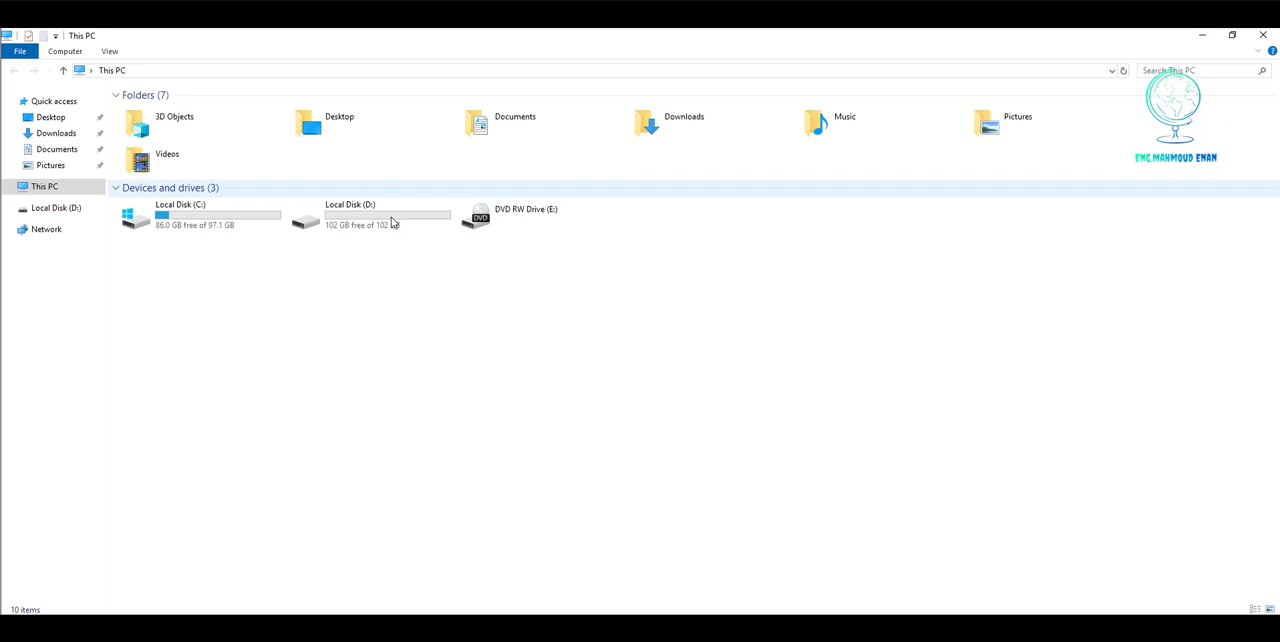 This PC
File Computer View
This PC
Search This PC
Quick access
Desktop
Downloads
Documents
Pictures
This PC
Local Disk (D:)
Network
Folders (7)
3D Objects
Desktop
Documents
Downloads
Music
Pictures
Videos
Devices and drives (3)
Local Disk (C:)
86.0 GB free of 97.1 GB
Local Disk (D:)
102 GB free of 102
DVD RW Drive (E:)
DVD
ENG.MAHMOUD ENAN
10 items